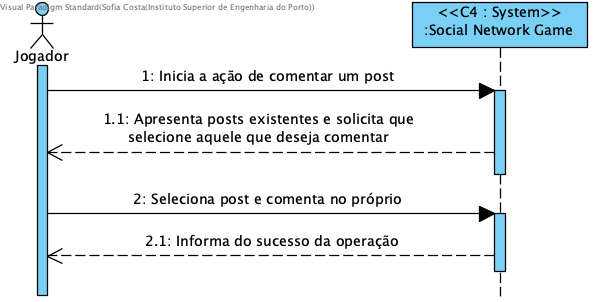 Visual Paradigm Standard(Sofia Costa(Instituto Superior de Engenharia do Porto))
<<C4 : System>>
:Social Network Game
Jogador
1: Inicia a ação de comentar um post
1.1: Apresenta posts existentes e solicita que
selecione aquele que deseja comentar
2: Seleciona post e comenta no próprio
2.1: Informa do sucesso da operação